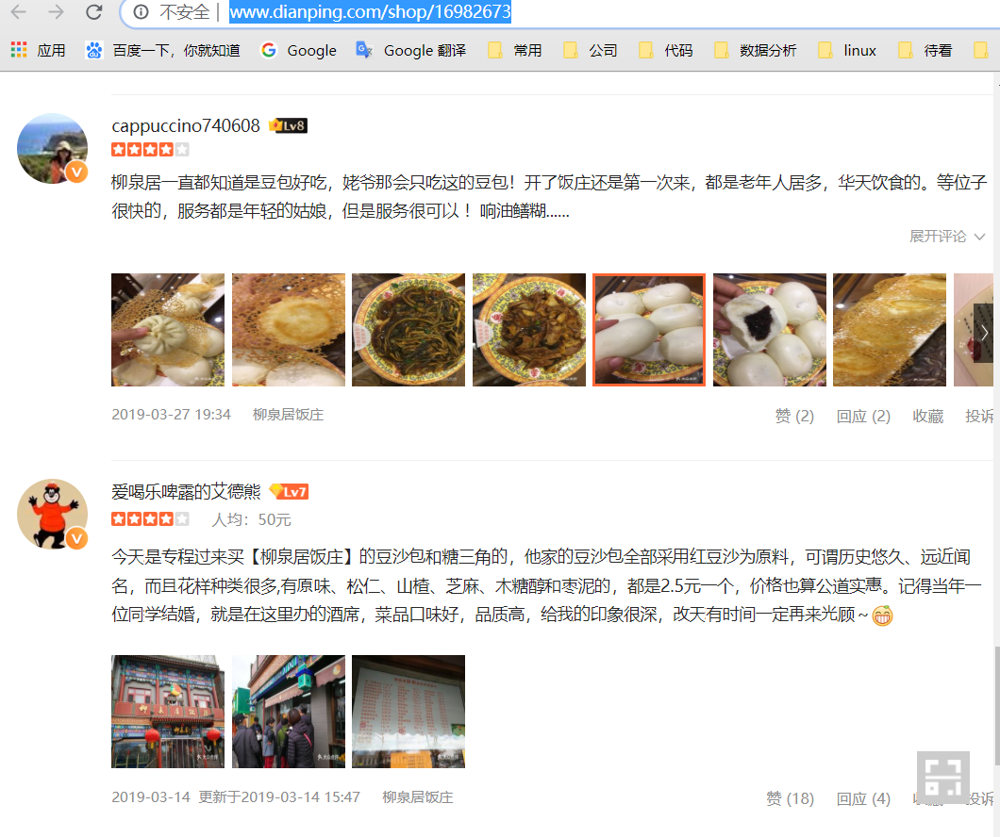 不安全 | www.dianping.com/shop/16982673
应用 百度一下，你就知道 Google Google 翻译 常用 公司 代码 数据分析 linux 待看
cappuccino740608 Lv8
柳泉居一直都知道是豆包好吃，姥爷那会只吃这的豆包！开了饭庄还是第一次来，都是老年人居多，华天饮食的。等位子
很快的，服务都是年轻的姑娘，但是服务很可以！响油鳝糊......
展开评论
2019-03-27 19:34 柳泉居饭庄 赞 (2) 回应 (2) 收藏 投诉
爱喝乐啤露的艾德熊 Lv7
人均：50元
今天是专程过来买【柳泉居饭庄】的豆沙包和糖三角的，他家的豆沙包全部采用红豆沙为原料，可谓历史悠久、远近闻
名，而且花样种类很多,有原味、松仁、山楂、芝麻、木糖醇和枣泥的，都是2.5元一个，价格也算公道实惠。记得当年一
位同学结婚，就是在这里办的酒席，菜品口味好，品质高，给我的印象很深，改天有时间一定再来光顾～
柳泉居饭庄
2019-03-14 更新于2019-03-14 15:47 柳泉居饭庄 赞 (18) 回应 (4) 收藏 投诉